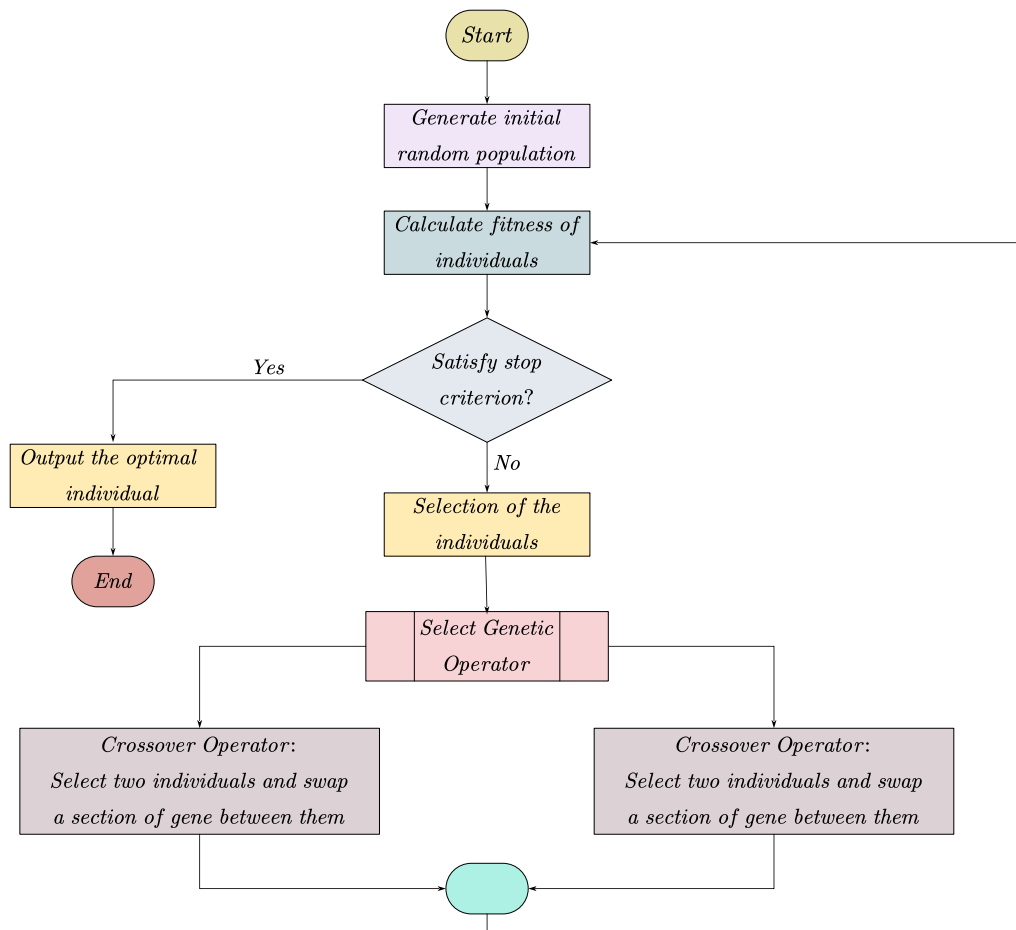 Start
Generate initial
random population
Calculate fitness of
individuals
Satisfy stop
criterion?
Yes
No
Output the optimal
individual
End
Selection of the
individuals
Select Genetic
Operator
Crossover Operator:
Select two individuals and swap
a section of gene between them
Crossover Operator:
Select two individuals and swap
a section of gene between them